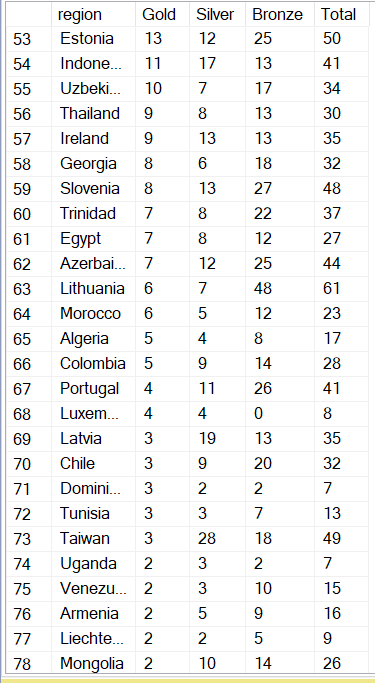 region Gold Silver Bronze Total
53 Estonia 13 12 25 50
54 Indone... 11 17 13 41
55 Uzbeki... 10 7 17 34
56 Thailand 9 8 13 30
57 Ireland 9 13 13 35
58 Georgia 8 6 18 32
59 Slovenia 8 13 27 48
60 Trinidad 7 8 22 37
61 Egypt 7 8 12 27
62 Azerbai... 7 12 25 44
63 Lithuania 6 7 48 61
64 Morocco 6 5 12 23
65 Algeria 5 4 8 17
66 Colombia 5 9 14 28
67 Portugal 4 11 26 41
68 Luxem... 4 4 0 8
69 Latvia 3 19 13 35
70 Chile 3 9 20 32
71 Domini... 3 2 2 7
72 Tunisia 3 3 7 13
73 Taiwan 3 28 18 49
74 Uganda 2 3 2 7
75 Venezu... 2 3 10 15
76 Armenia 2 5 9 16
77 Liechte... 2 2 5 9
78 Mongolia 2 10 14 26